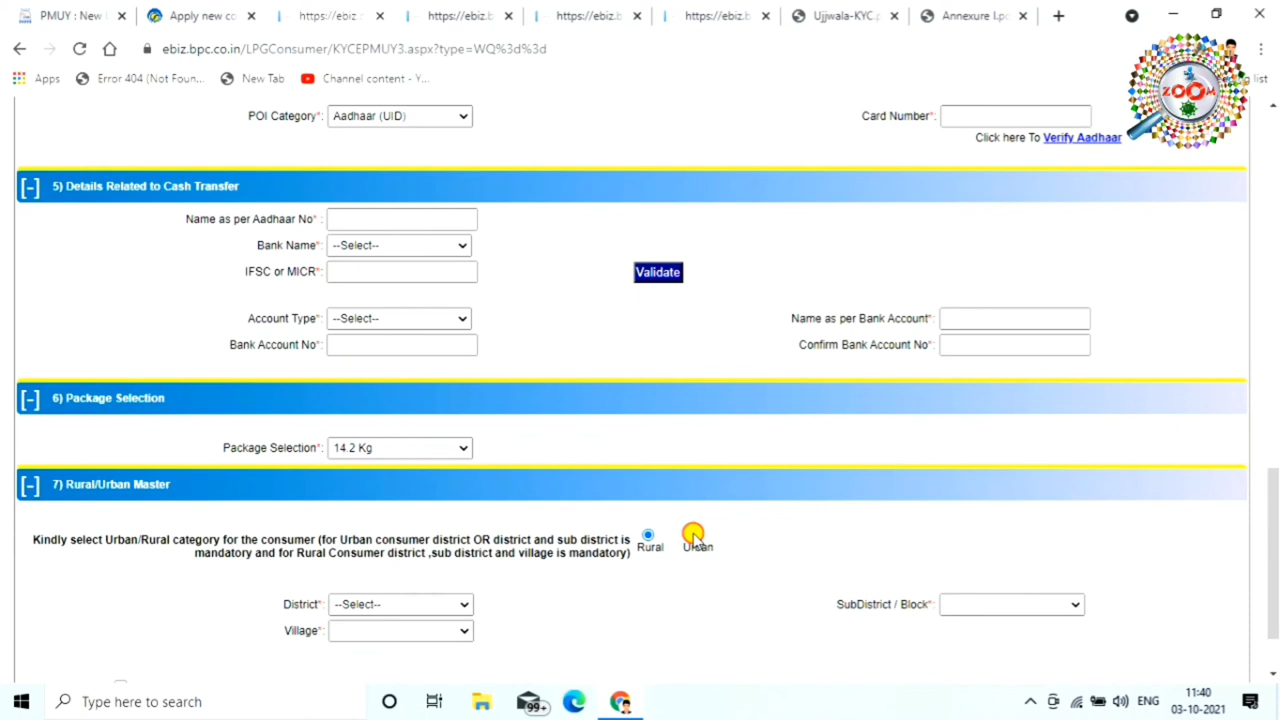 PMUY : New
Apply new co
https://ebiz
https://ebiz.b
https://ebiz.b
https://ebiz.b
Ujjwala-KYC.p
Annexure I.pd
ebiz.bpc.co.in/LPGConsumer/KYCEPMUY3.aspx?type=WQ%3d%3d
Apps
Error 404 (Not Foun...
New Tab
Channel content - Y...
ng list
ZOOM
POI Category*:
Aadhaar (UID)
Card Number*:
Click here To Verify Aadhaar
[-] 5) Details Related to Cash Transfer
Name as per Aadhaar No* :
Bank Name*:
--Select--
IFSC or MICR*:
Validate
Account Type*:
--Select--
Name as per Bank Account*:
Bank Account No*:
Confirm Bank Account No*:
[-] 6) Package Selection
Package Selection*:
14.2 Kg
[-] 7) Rural/Urban Master
Kindly select Urban/Rural category for the consumer (for Urban consumer district OR district and sub district is
mandatory and for Rural Consumer district ,sub district and village is mandatory)
Rural
Urban
District*:
--Select--
SubDistrict / Block*:
Village*:
Type here to search
99+
ENG
11:40
03-10-2021